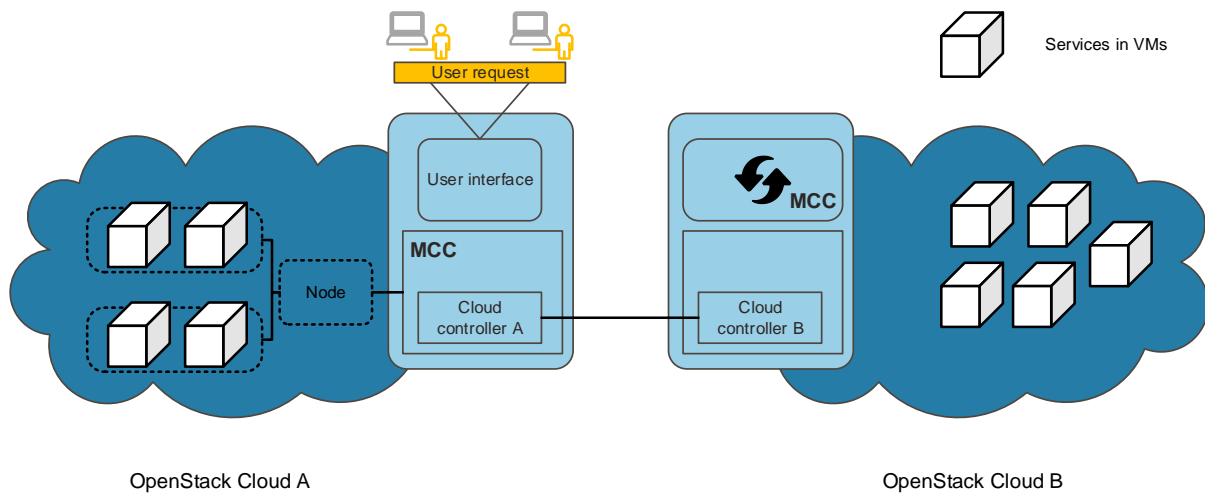 Services in VMs
User request
User interface
MCC
MCC
Node
Cloud
controller A
Cloud
controller B
OpenStack Cloud A
OpenStack Cloud B